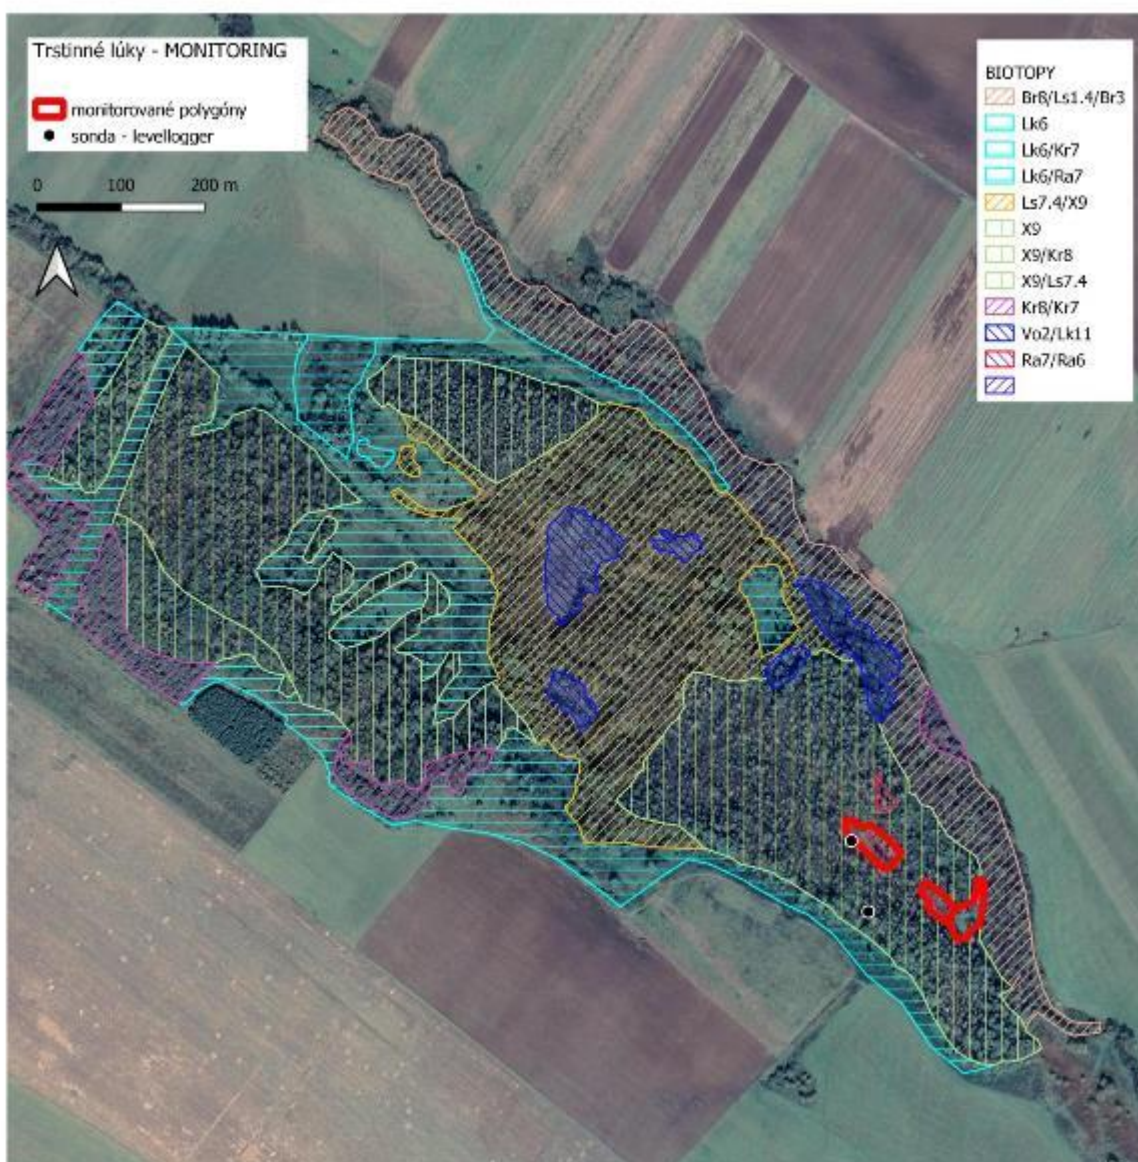 Trstinné lúky - MONITORING
monitorované polygóny
sonda - levellogger
0 100 200 m
BIOTOPY
Br8/Ls1.4/Br3
Lk6
Lk6/Kr7
Lk6/Ra7
Ls7.4/X9
X9
X9/Kr8
X9/Ls7.4
Kr8/Kr7
Vo2/Lk11
Ra7/Ra6